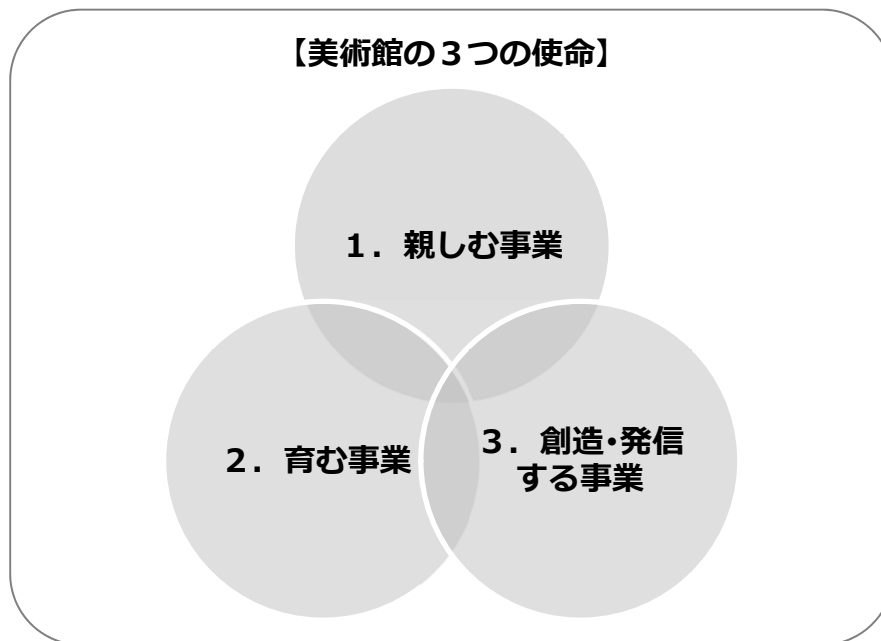 【美術館の３つの使命】
１．親しむ事業
２．育む事業
３．創造・発信
する事業